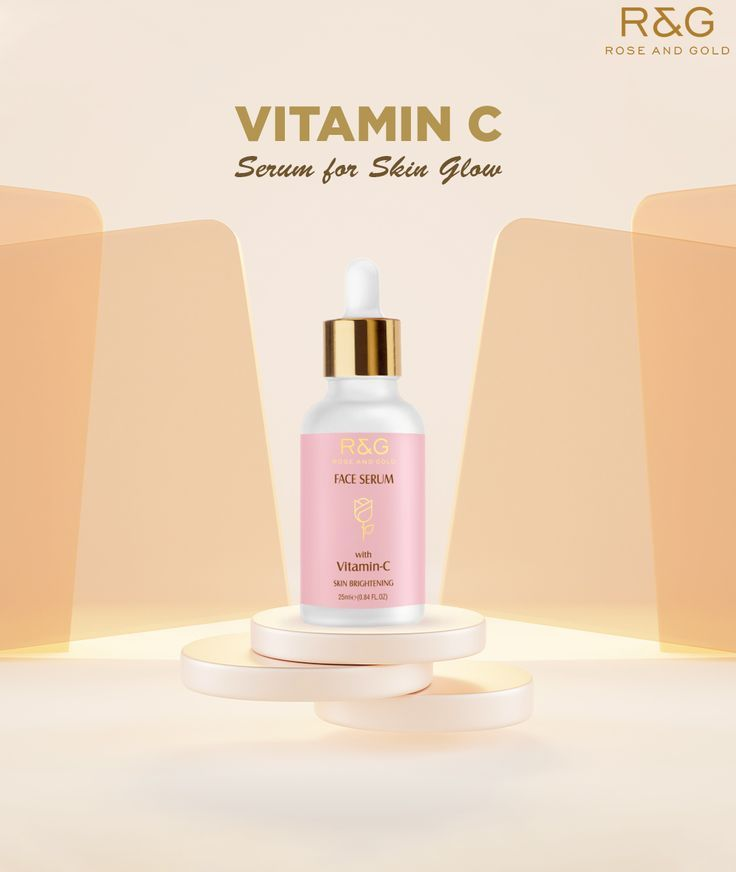 R&G
ROSE AND GOLD
VITAMIN C
Serum for Skin Glow
R&G
ROSE AND GOLD
FACE SERUM
with
Vitamin-C
SKIN BRIGHTENING
25ml℮(0.84 FL.OZ)